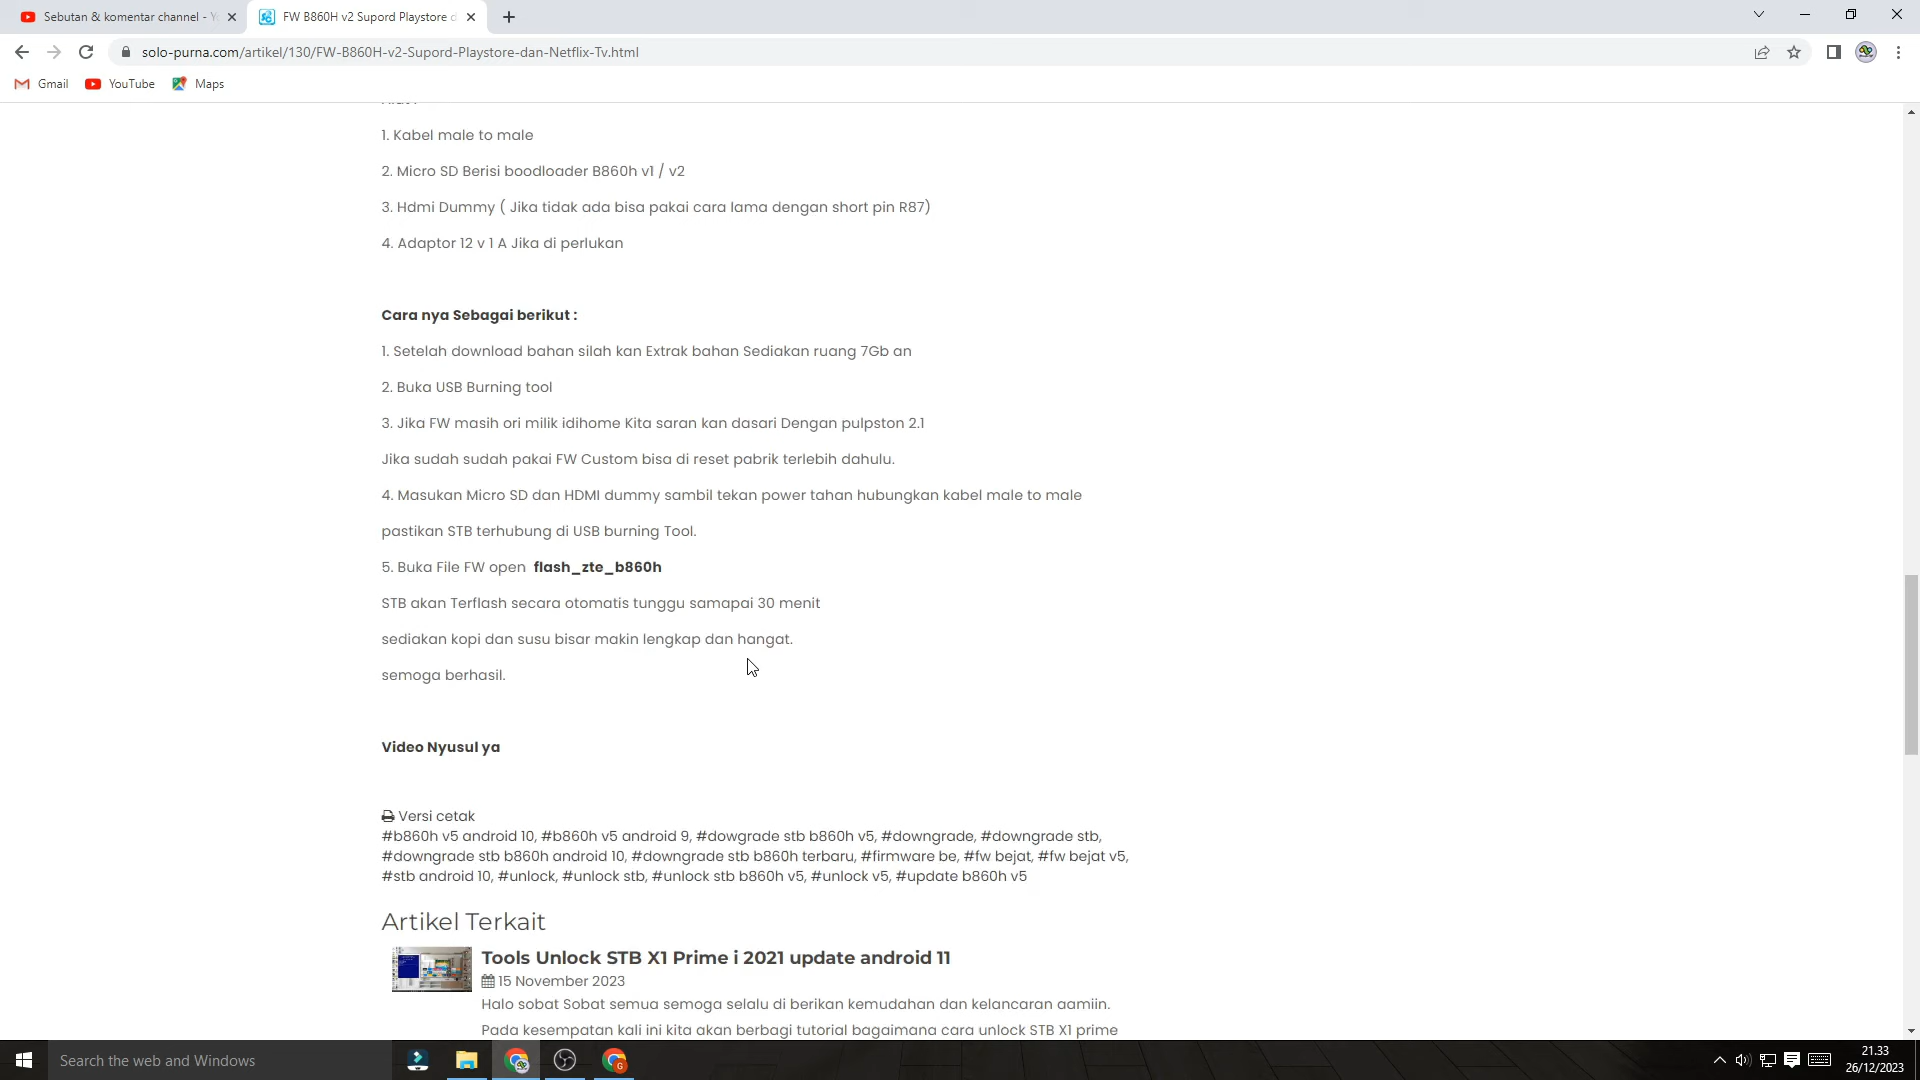 Sebutan & komentar channel - Y
FW B860H v2 Supord Playstore d
solo-purna.com/artikel/130/FW-B860H-v2-Supord-Playstore-dan-Netflix-Tv.html
Gmail
YouTube
Maps
1. Kabel male to male
2. Micro SD Berisi boodloader B860h v1 / v2
3. Hdmi Dummy ( Jika tidak ada bisa pakai cara lama dengan short pin R87)
4. Adaptor 12 v 1 A Jika di perlukan
Cara nya Sebagai berikut :
1. Setelah download bahan silah kan Extrak bahan Sediakan ruang 7Gb an
2. Buka USB Burning tool
3. Jika FW masih ori milik idihome Kita saran kan dasari Dengan pulpston 2.1
Jika sudah sudah pakai FW Custom bisa di reset pabrik terlebih dahulu.
4. Masukan Micro SD dan HDMI dummy sambil tekan power tahan hubungkan kabel male to male
pastikan STB terhubung di USB burning Tool.
5. Buka File FW open flash_zte_b860h
STB akan Terflash secara otomatis tunggu samapai 30 menit
sediakan kopi dan susu bisar makin lengkap dan hangat.
semoga berhasil.
Video Nyusul ya
Versi cetak
#b860h v5 android 10, #b860h v5 android 9, #dowgrade stb b860h v5, #downgrade, #downgrade stb,
#downgrade stb b860h android 10, #downgrade stb b860h terbaru, #firmware be, #fw bejat, #fw bejat v5,
#stb android 10, #unlock, #unlock stb, #unlock stb b860h v5, #unlock v5, #update b860h v5
Artikel Terkait
Tools Unlock STB X1 Prime i 2021 update android 11
15 November 2023
Halo sobat Sobat semua semoga selalu di berikan kemudahan dan kelancaran aamiin.
Pada kesempatan kali ini kita akan berbagi tutorial bagaimana cara unlock STB X1 prime
Search the web and Windows
21.33
26/12/2023